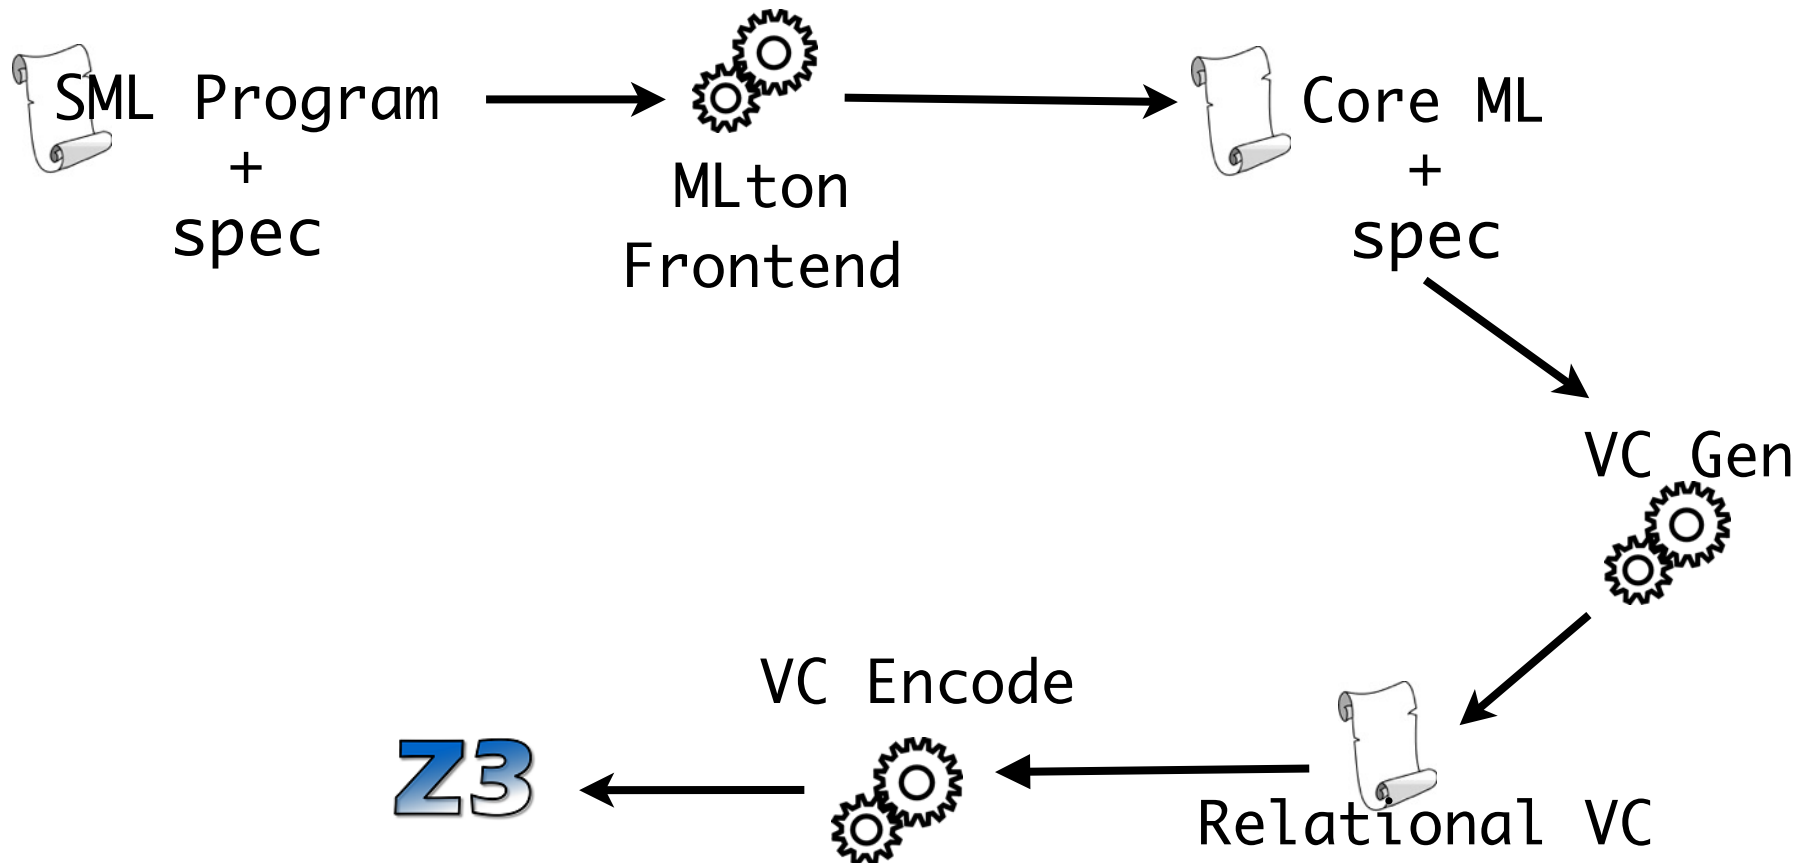 SML Program
+
spec
MLton
Frontend
Core ML
+
spec
VC Gen
Relational VC
VC Encode
Z3